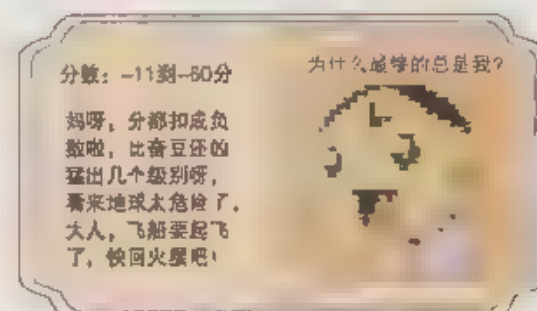 分数：-11到-60分
妈呀，分都扣成负
数啦，比蚕豆还的
猛出几个级别呀，
看来地球太危险了。
大人，飞船要起飞
了，快回火星吧！
为什么最惨的总是我？